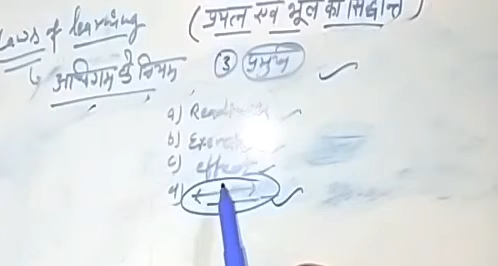 Laws of learning (प्रयत्न एवं भूल का सिद्धान्त)
अधिगम के नियम ③ प्रमुख
a) Readiness
b) Exercise
c) effect
d)